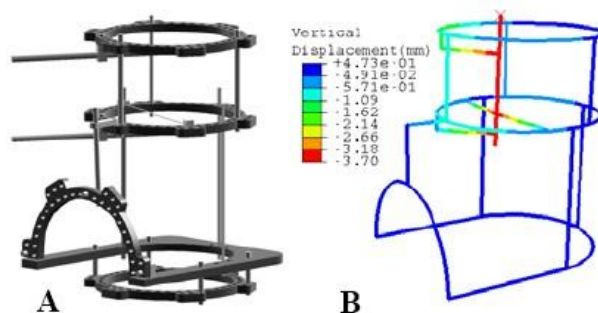 Vertical
Displacement(mm)
+4.73e-01
-4.91e-02
-5.71e-01
-1.09
-1.62
-2.14
-2.66
-3.18
-3.70
A
B